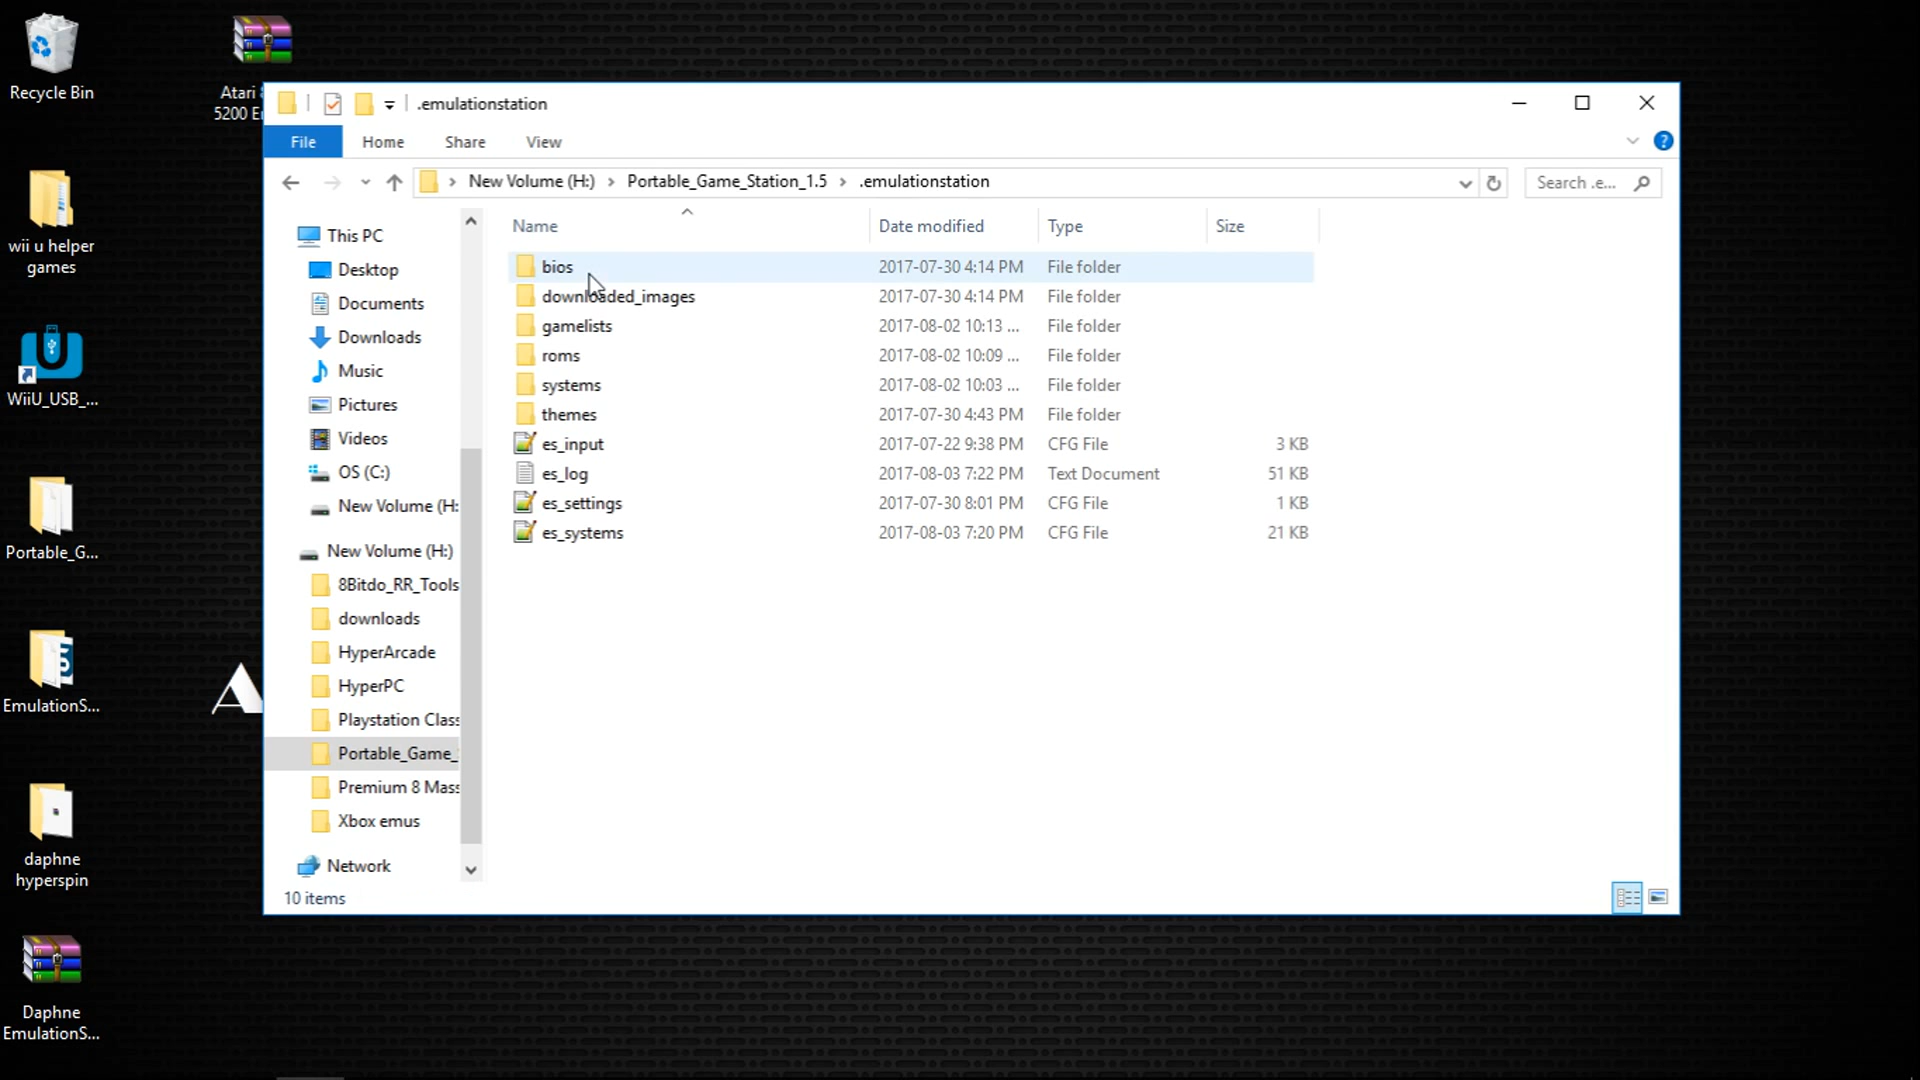 Recycle Bin
wii u helper
games
WiiU_USB_...
Portable_G...
EmulationS...
daphne
hyperspin
Daphne
EmulationS...
Atari
5200 E
.emulationstation
File Home Share View
New Volume (H:) Portable_Game_Station_1.5 .emulationstation
Search .e...
This PC
Desktop
Documents
Downloads
Music
Pictures
Videos
OS (C:)
New Volume (H:
New Volume (H:)
8Bitdo_RR_Tools
downloads
HyperArcade
HyperPC
Playstation Class
Portable_Game_
Premium 8 Mass
Xbox emus
Network
Name Date modified Type Size
bios 2017-07-30 4:14 PM File folder
downloaded_images 2017-07-30 4:14 PM File folder
gamelists 2017-08-02 10:13 ... File folder
roms 2017-08-02 10:09 ... File folder
systems 2017-08-02 10:03 ... File folder
themes 2017-07-30 4:43 PM File folder
es_input 2017-07-22 9:38 PM CFG File 3 KB
es_log 2017-08-03 7:22 PM Text Document 51 KB
es_settings 2017-07-30 8:01 PM CFG File 1 KB
es_systems 2017-08-03 7:20 PM CFG File 21 KB
10 items